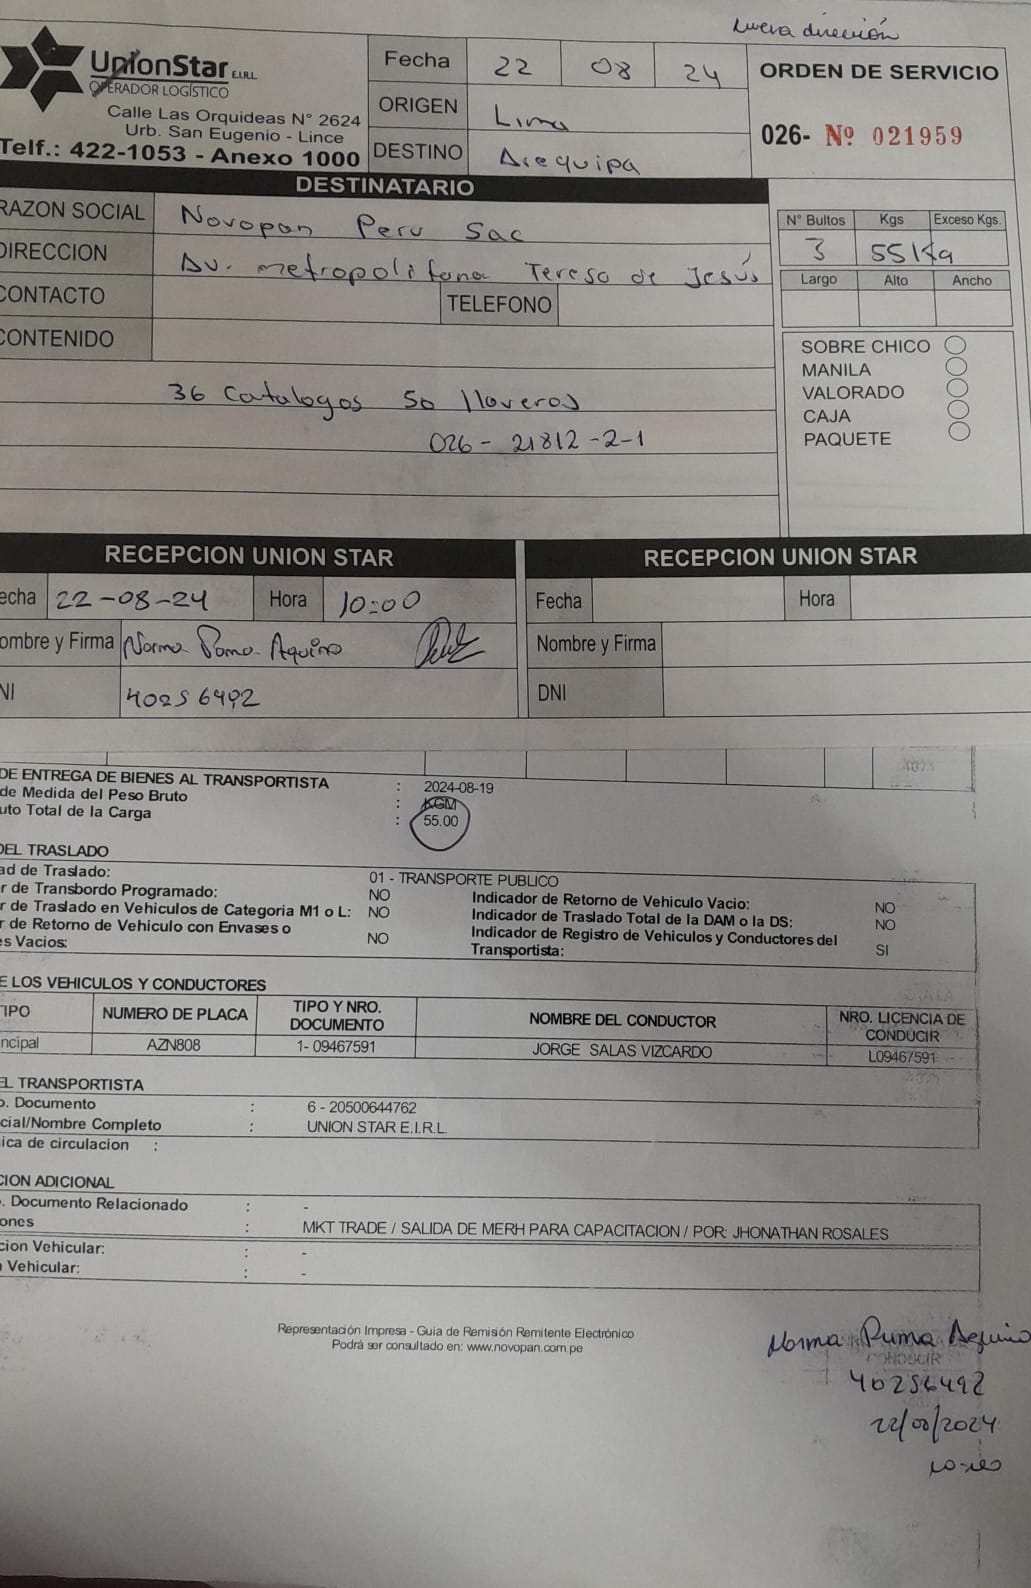 nueva dirección
UnionStar E.I.R.L
OPERADOR LOGÍSTICO
Calle Las Orquideas N° 2624
Urb. San Eugenio - Lince
Telf.: 422-1053 - Anexo 1000
Fecha 22 08 24
ORIGEN Lima
DESTINO Arequipa
ORDEN DE SERVICIO
026- Nº 021959
DESTINATARIO
RAZON SOCIAL Novopan Peru Sac
DIRECCION Av. metropolitana Teresa de Jesús
CONTACTO TELEFONO
CONTENIDO
36 Catalogos 50 llaveros
026 - 21812 -2-1
N° Bultos Kgs Exceso Kgs.
3 55Kg
Largo Alto Ancho
SOBRE CHICO
MANILA
VALORADO
CAJA
PAQUETE
RECEPCION UNION STAR
echa 22-08-24 Hora 10:00
ombre y Firma Norma Puma Aquino
NI 40256492
RECEPCION UNION STAR
Fecha Hora
Nombre y Firma
DNI
DE ENTREGA DE BIENES AL TRANSPORTISTA : 2024-08-19
de Medida del Peso Bruto : KGM
uto Total de la Carga : 55.00
DEL TRASLADO
ad de Traslado: 01 - TRANSPORTE PUBLICO
r de Transbordo Programado: NO Indicador de Retorno de Vehiculo Vacio: NO
r de Traslado en Vehiculos de Categoria M1 o L: NO Indicador de Traslado Total de la DAM o la DS: NO
r de Retorno de Vehiculo con Envases o
s Vacios: NO Indicador de Registro de Vehiculos y Conductores del
Transportista: SI
E LOS VEHICULOS Y CONDUCTORES
TIPO NUMERO DE PLACA TIPO Y NRO. DOCUMENTO NOMBRE DEL CONDUCTOR NRO. LICENCIA DE CONDUCIR
ncipal AZN808 1- 09467591 JORGE SALAS VIZCARDO L09467591
EL TRANSPORTISTA
o. Documento : 6 - 20500644762
cial/Nombre Completo : UNION STAR E.I.R.L.
ica de circulacion :
CION ADICIONAL
. Documento Relacionado : -
ones : MKT TRADE / SALIDA DE MERH PARA CAPACITACION / POR: JHONATHAN ROSALES
cion Vehicular: : -
Vehicular: : -
Representación Impresa - Guia de Remisión Remitente Electrónico
Podrá ser consultado en: www.novopan.com.pe
Norma Puma Aquino
40256492
22/08/2024